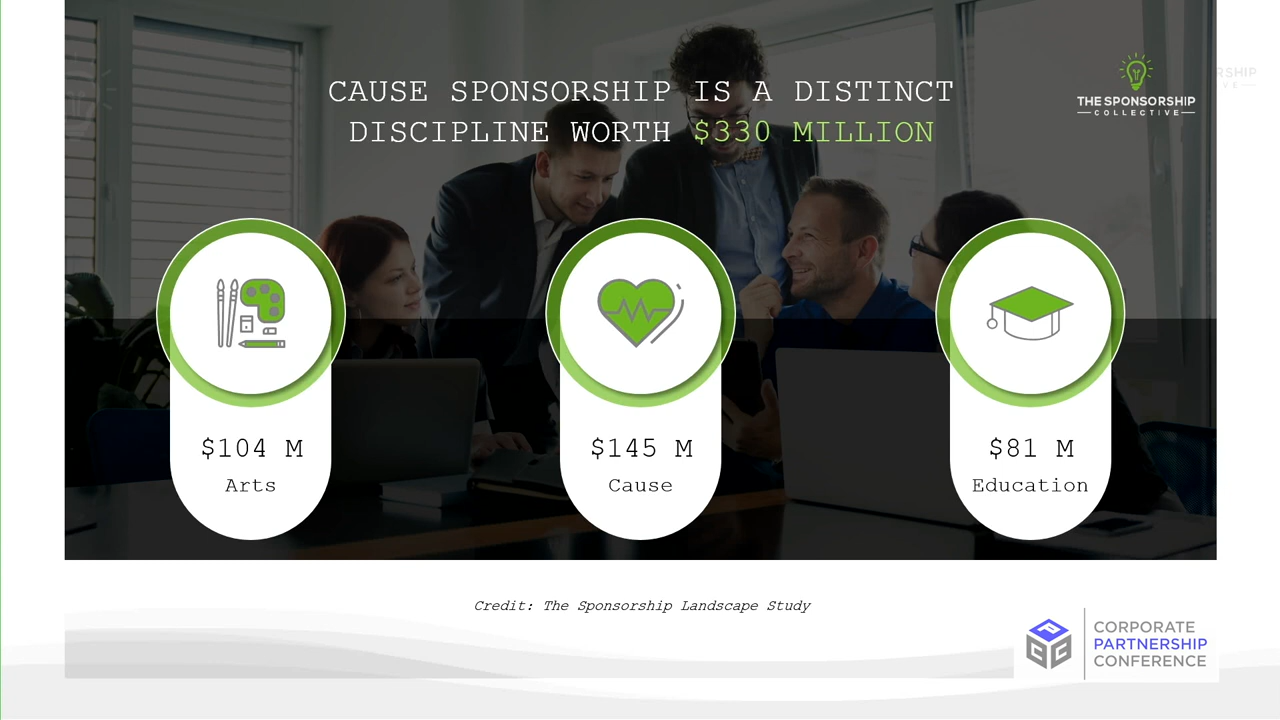 CAUSE SPONSORSHIP IS A DISTINCT
DISCIPLINE WORTH $330 MILLION
THE SPONSORSHIP
COLLECTIVE
$104 M
Arts
$145 M
Cause
$81 M
Education
Credit: The Sponsorship Landscape Study
CORPORATE
PARTNERSHIP
CONFERENCE